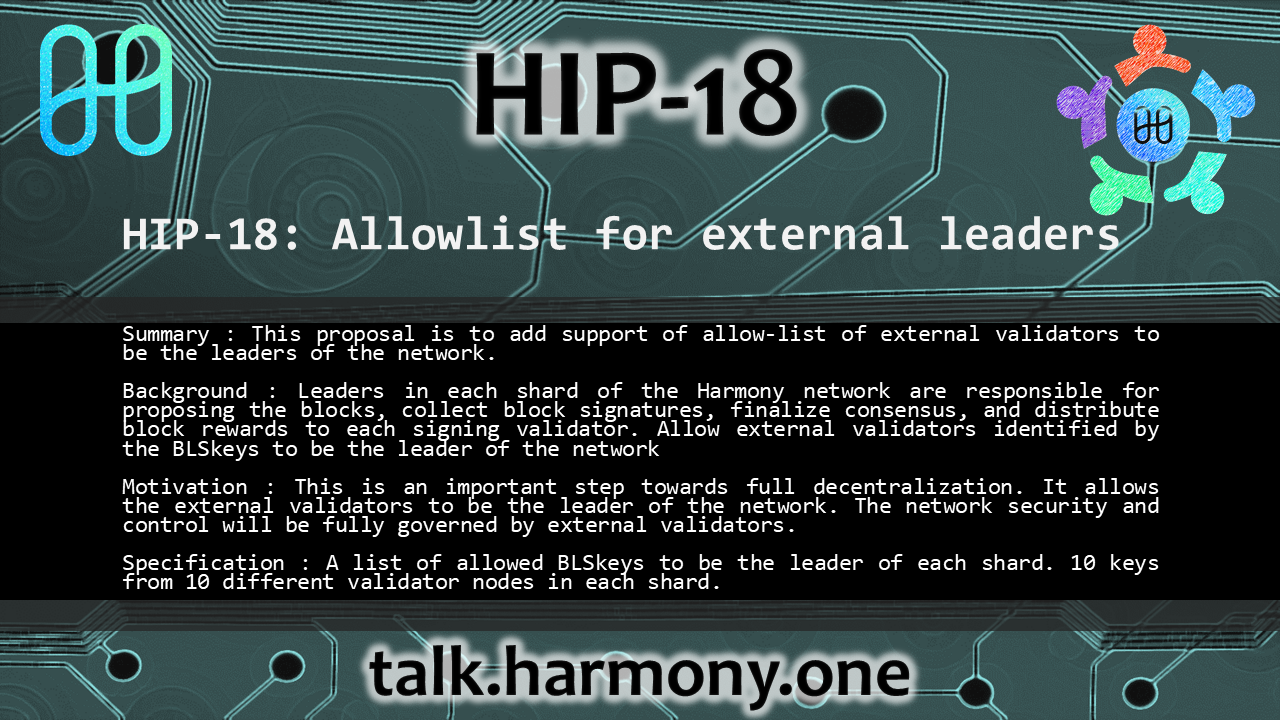 HIP-18
HIP-18: Allowlist for external leaders
Summary : This proposal is to add support of allow-list of external validators to
be the leaders of the network.
Background : Leaders in each shard of the Harmony network are responsible for
proposing the blocks, collect block signatures, finalize consensus, and distribute
block rewards to each signing validator. Allow external validators identified by
the BLSkeys to be the leader of the network
Motivation : This is an important step towards full decentralization. It allows
the external validators to be the leader of the network. The network security and
control will be fully governed by external validators.
Specification : A list of allowed BLSkeys to be the leader of each shard. 10 keys
from 10 different validator nodes in each shard.
talk.harmony.one